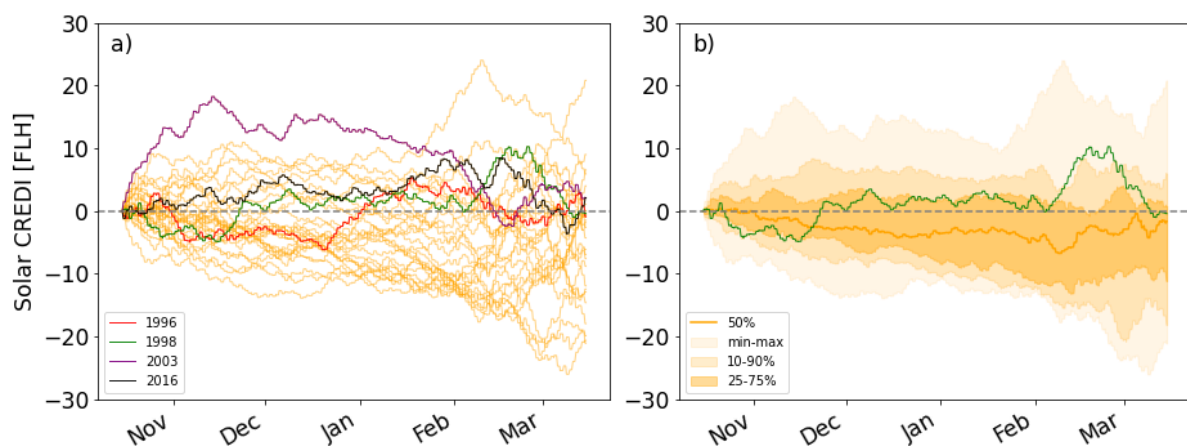 Solar CREDI [FLH]
30
20
10
0
−10
−20
−30
a)
1996
1998
2003
2016
Nov
Dec
Jan
Feb
Mar
30
20
10
0
−10
−20
−30
b)
50%
min-max
10-90%
25-75%
Nov
Dec
Jan
Feb
Mar